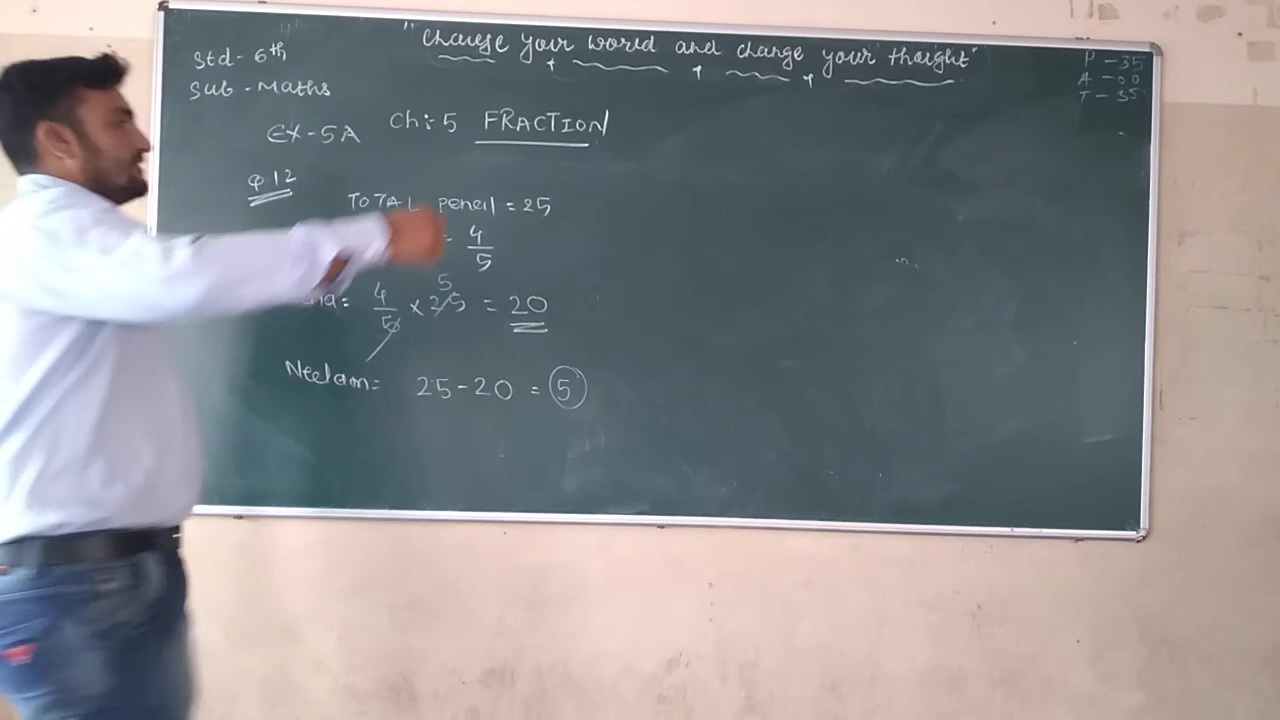 "change your world and change your thaight"
Std- 6th
Sub - Maths
P - 35
A - 00
T - 35
Ch:- 5 FRACTION
EX-5A
Q.12
TOTAL pencil = 25
= 4/5
= 4/5 × 25 5 = 20
Neelam= 25-20 = 5